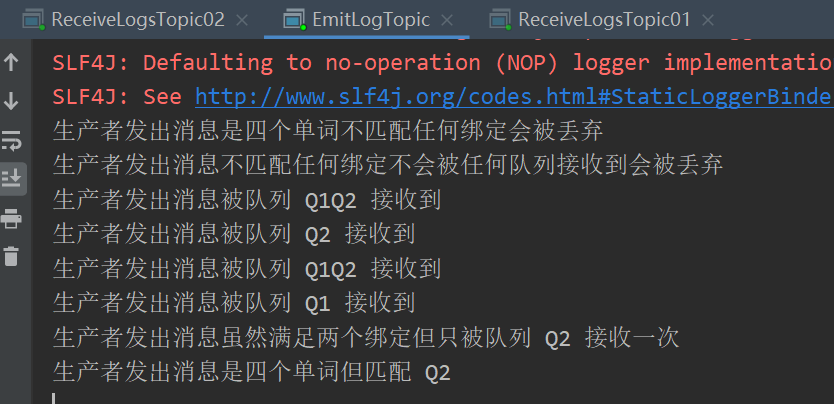 ReceiveLogsTopic02 × EmitLogTopic × ReceiveLogsTopic01 ×
SLF4J: Defaulting to no-operation (NOP) logger implementatio
SLF4J: See http://www.slf4j.org/codes.html#StaticLoggerBinde
生产者发出消息是四个单词不匹配任何绑定会被丢弃
生产者发出消息不匹配任何绑定不会被任何队列接收到会被丢弃
生产者发出消息被队列 Q1Q2 接收到
生产者发出消息被队列 Q2 接收到
生产者发出消息被队列 Q1Q2 接收到
生产者发出消息被队列 Q1 接收到
生产者发出消息虽然满足两个绑定但只被队列 Q2 接收一次
生产者发出消息是四个单词但匹配 Q2